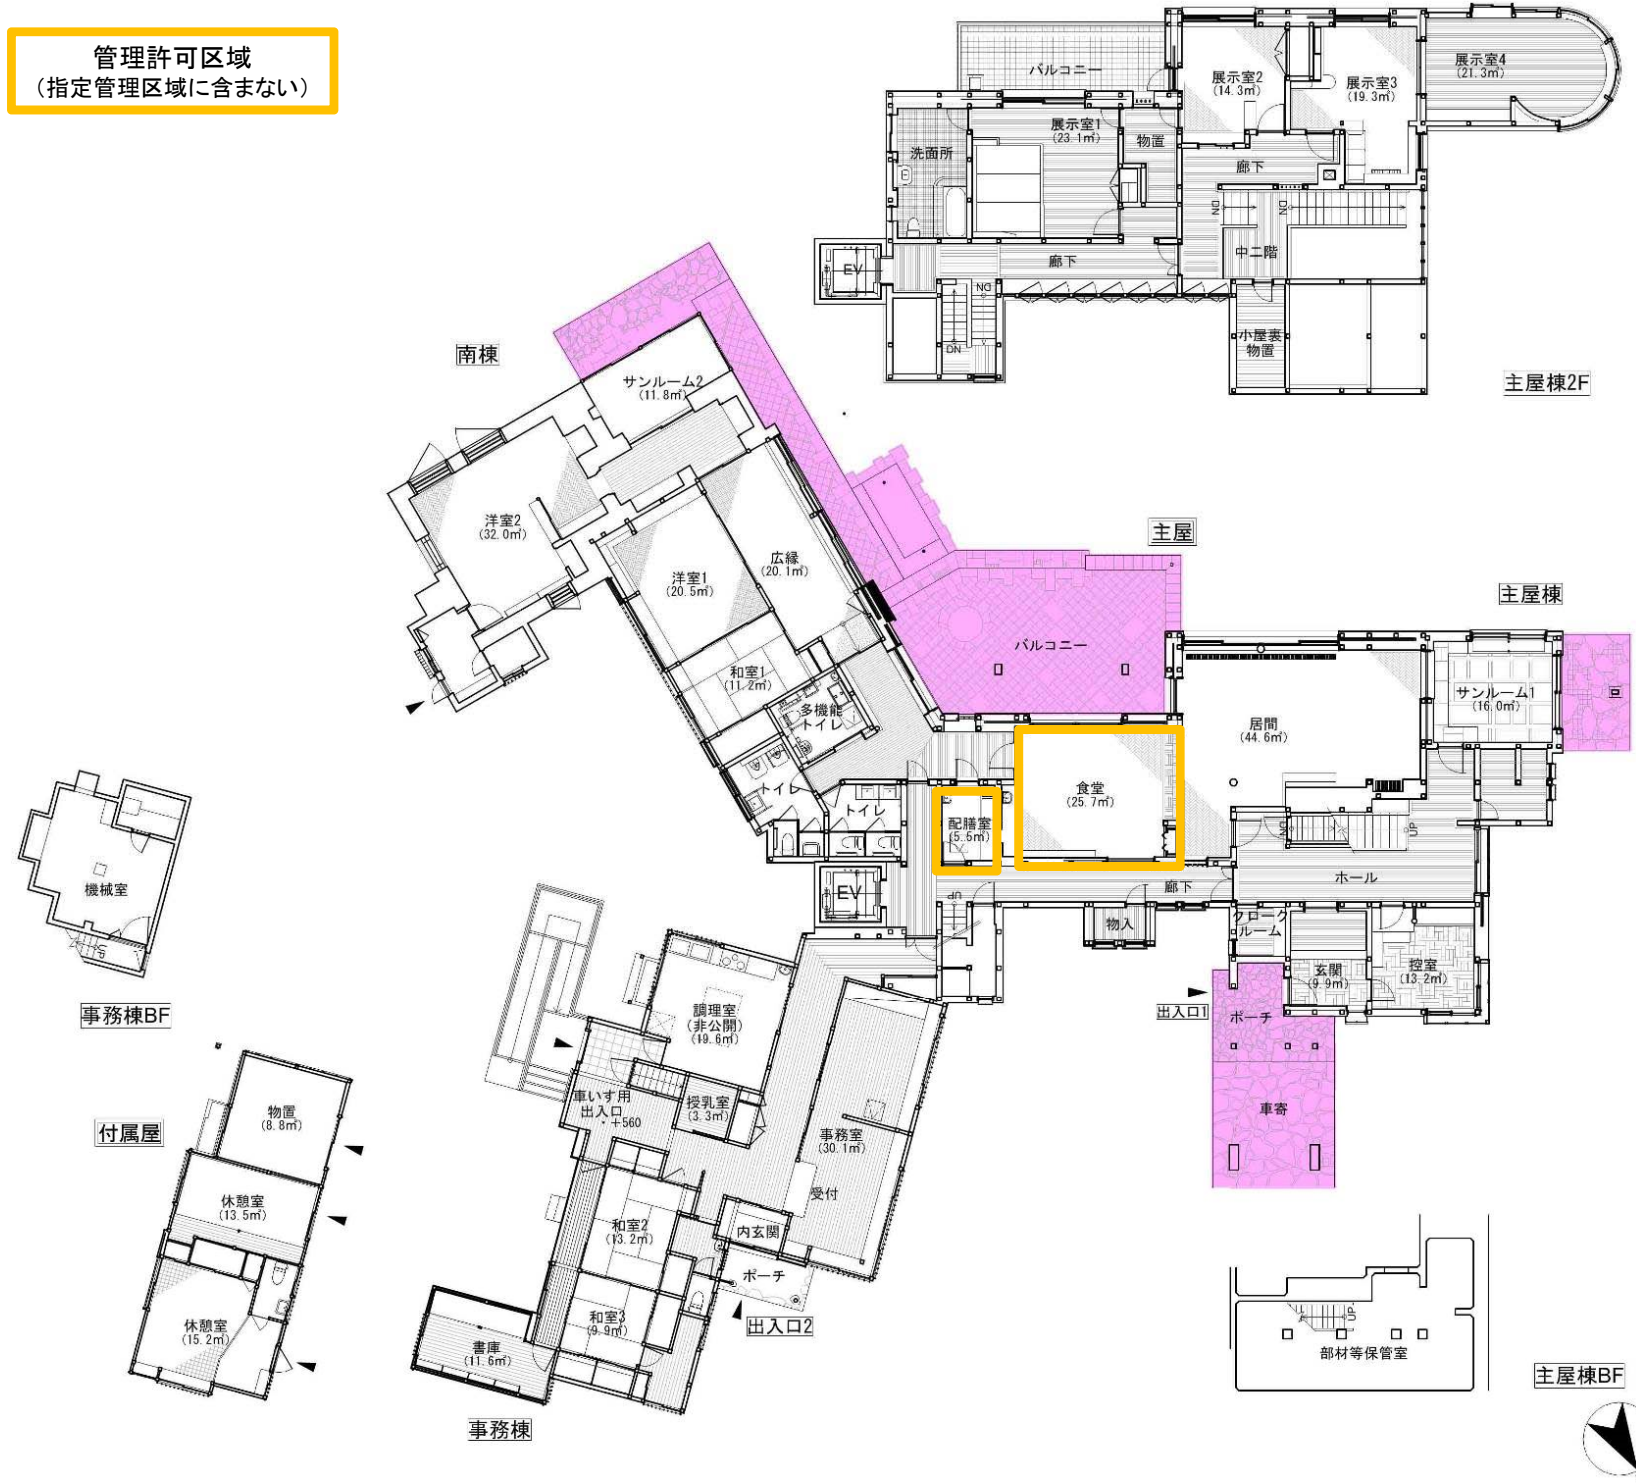 管理許可区域
（指定管理区域に含まない）
バルコニー
展示室2
(14.3㎡)
展示室3
(19.3㎡)
展示室4
(21.3㎡)
展示室1
(23.1㎡)
物置
洗面所
廊下
DN
DN
中二階
廊下
EV
DN
DN
小屋裏
物置
主屋棟2F
南棟
サンルーム2
(11.8㎡)
洋室2
(32.0㎡)
広縁
(20.1㎡)
洋室1
(20.5㎡)
和室1
(11.2㎡)
多機能
トイレ
トイレ
トイレ
主屋
バルコニー
主屋棟
サンルーム1
(16.0㎡)
居間
(44.6㎡)
食堂
(25.7㎡)
配膳室
(5.5㎡)
DN
UP
ホール
廊下
EV
UP
物入
クローク
ルーム
玄関
(9.9㎡)
控室
(13.2㎡)
出入口1
ポーチ
車寄
機械室
事務棟BF
調理室
(非公開)
(19.6㎡)
車いす用
出入口
・+560
授乳室
(3.3㎡)
事務室
(30.1㎡)
受付
和室2
(13.2㎡)
内玄関
ポーチ
出入口2
和室3
(9.9㎡)
書庫
(11.6㎡)
事務棟
付属屋
物置
(8.8㎡)
休憩室
(13.5㎡)
休憩室
(15.2㎡)
UP
部材等保管室
主屋棟BF